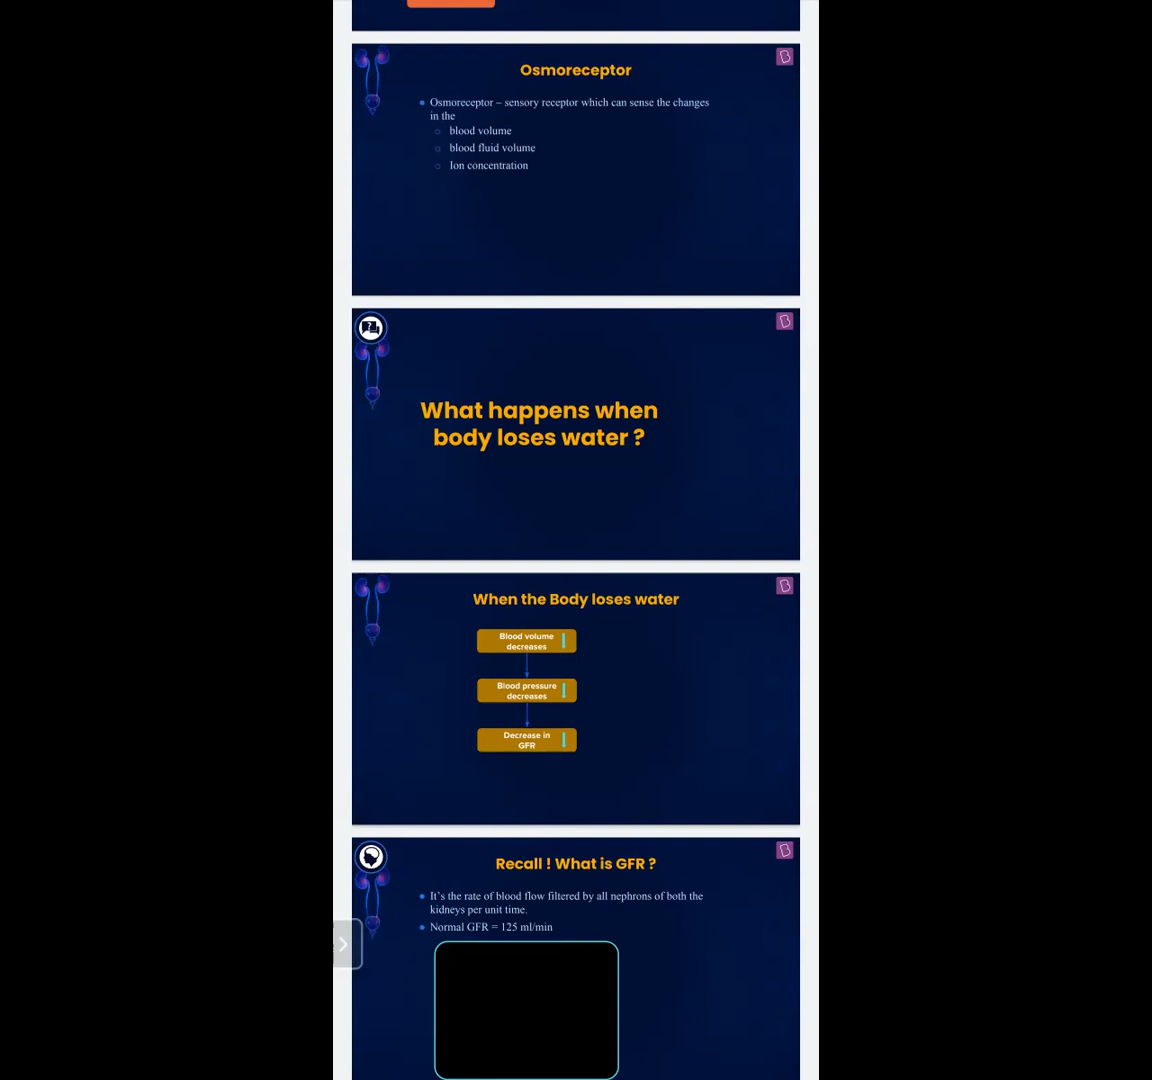 Osmoreceptor
Osmoreceptor – sensory receptor which can sense the changes
in the
blood volume
blood fluid volume
Ion concentration
What happens when
body loses water ?
When the Body loses water
Blood volume
decreases
Blood pressure
decreases
Decrease in
GFR
Recall ! What is GFR ?
It's the rate of blood flow filtered by all nephrons of both the
kidneys per unit time.
Normal GFR = 125 ml/min